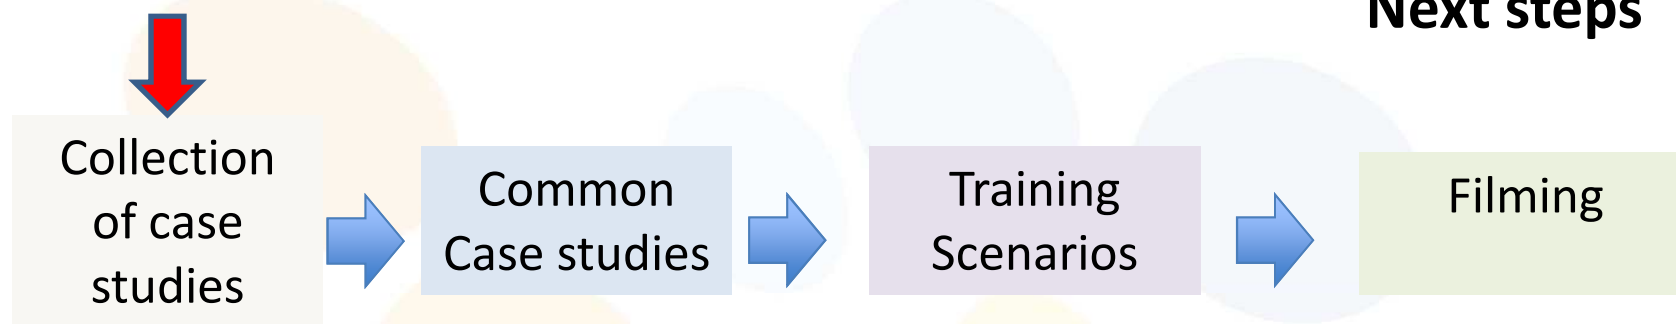 Next steps
Collection
of case
studies
Common
Case studies
Training
Scenarios
Filming